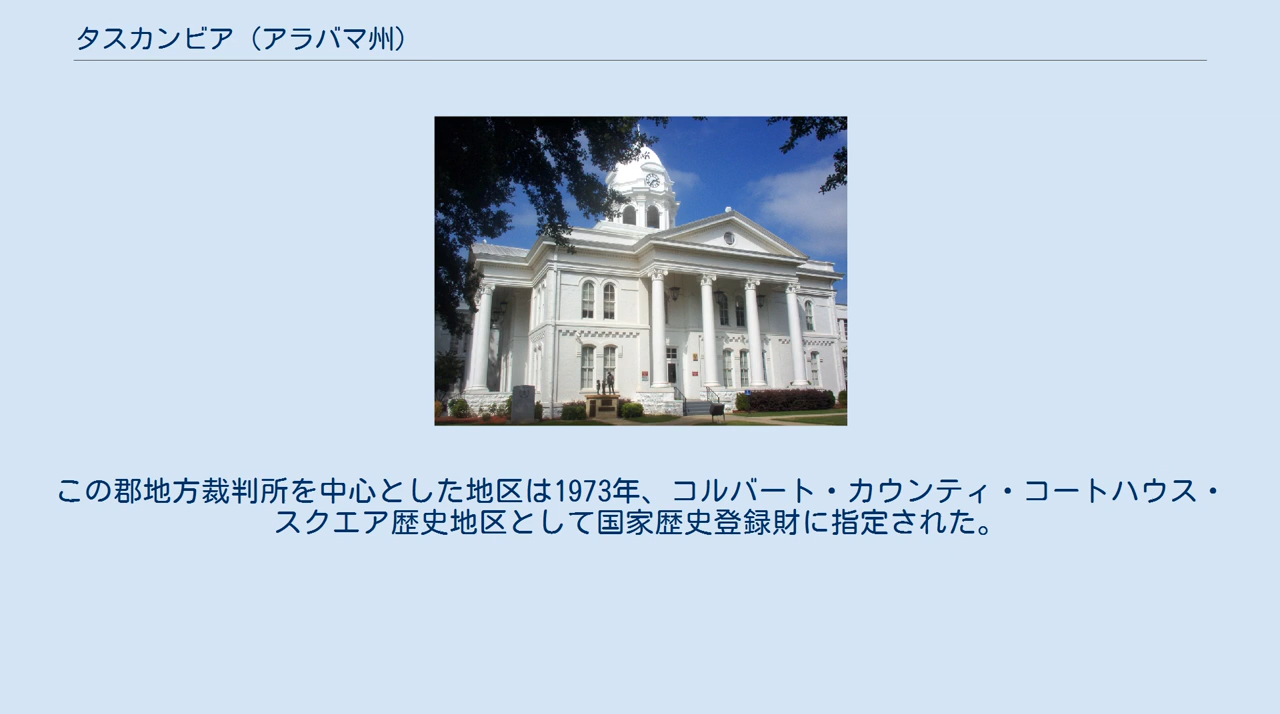 タスカンビア（アラバマ州）
この郡地方裁判所を中心とした地区は1973年、コルバート・カウンティ・コートハウス・
スクエア歴史地区として国家歴史登録財に指定された。